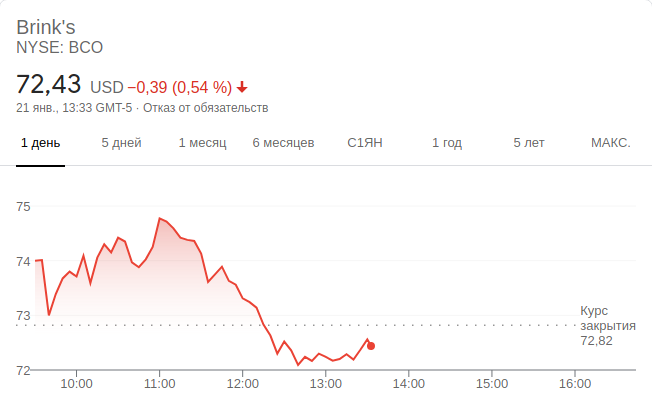 Brink's
NYSE: BCO
72,43 USD −0,39 (0,54 %)
21 янв., 13:33 GMT-5 · Отказ от обязательств
1 день 5 дней 1 месяц 6 месяцев С1ЯН 1 год 5 лет МАКС.
75
74
73
72
Курс
закрытия
72,82
10:00 11:00 12:00 13:00 14:00 15:00 16:00